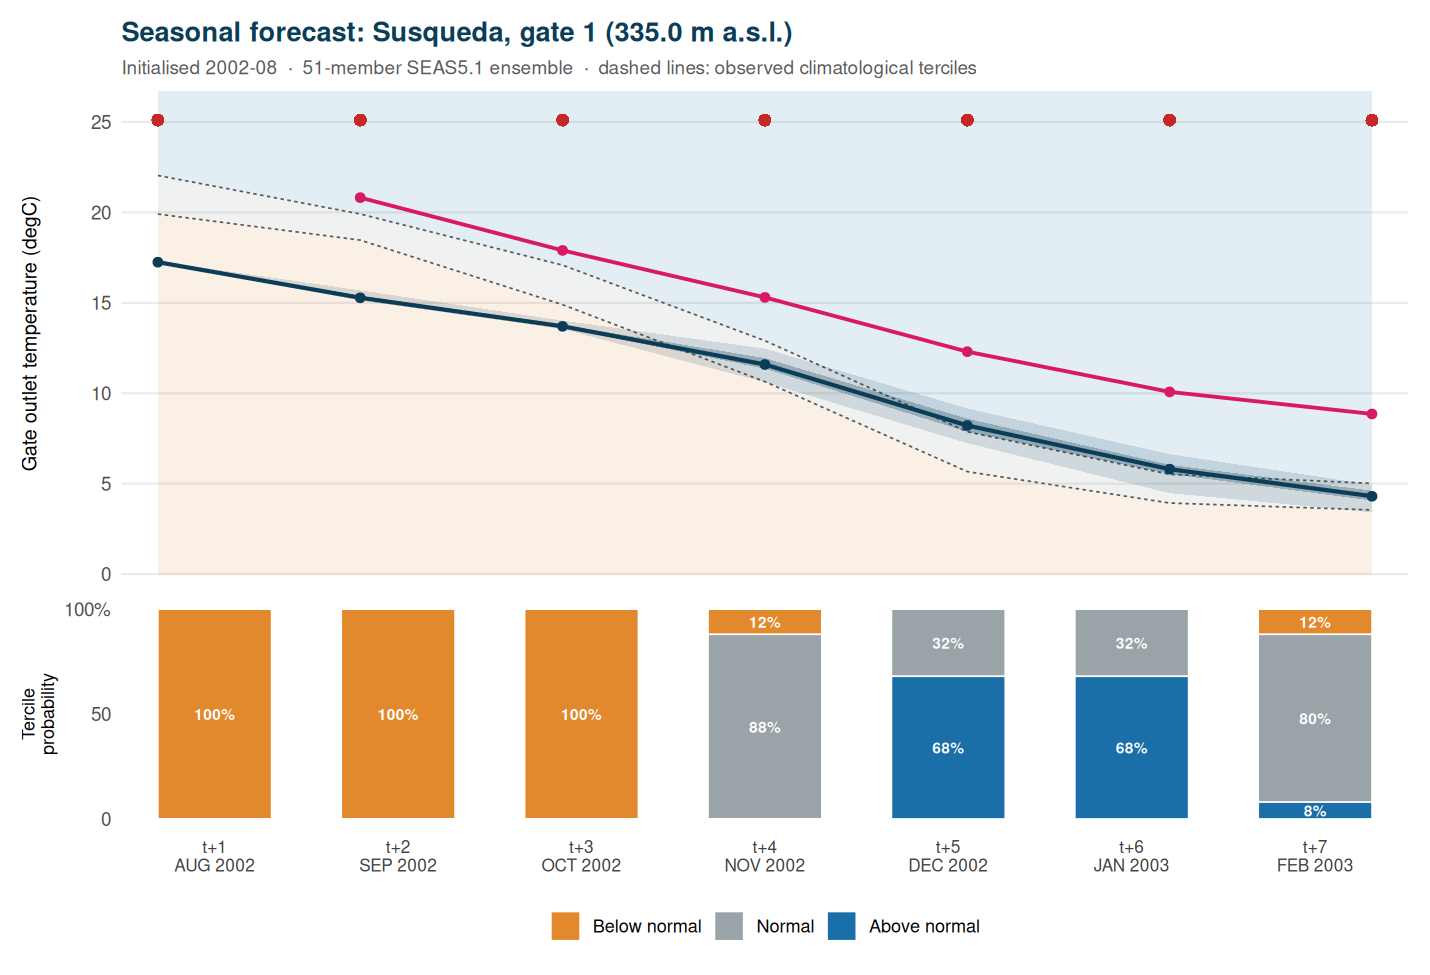 Seasonal forecast: Susqueda, gate 1 (335.0 m a.s.l.)
Initialised 2002-08 · 51-member SEAS5.1 ensemble · dashed lines: observed climatological terciles
Gate outlet temperature (degC)
25
20
15
10
5
0
Tercile
probability
100%
50
0
100%
100%
100%
12%
88%
32%
68%
32%
68%
12%
80%
8%
t+1
AUG 2002
t+2
SEP 2002
t+3
OCT 2002
t+4
NOV 2002
t+5
DEC 2002
t+6
JAN 2003
t+7
FEB 2003
Below normal
Normal
Above normal